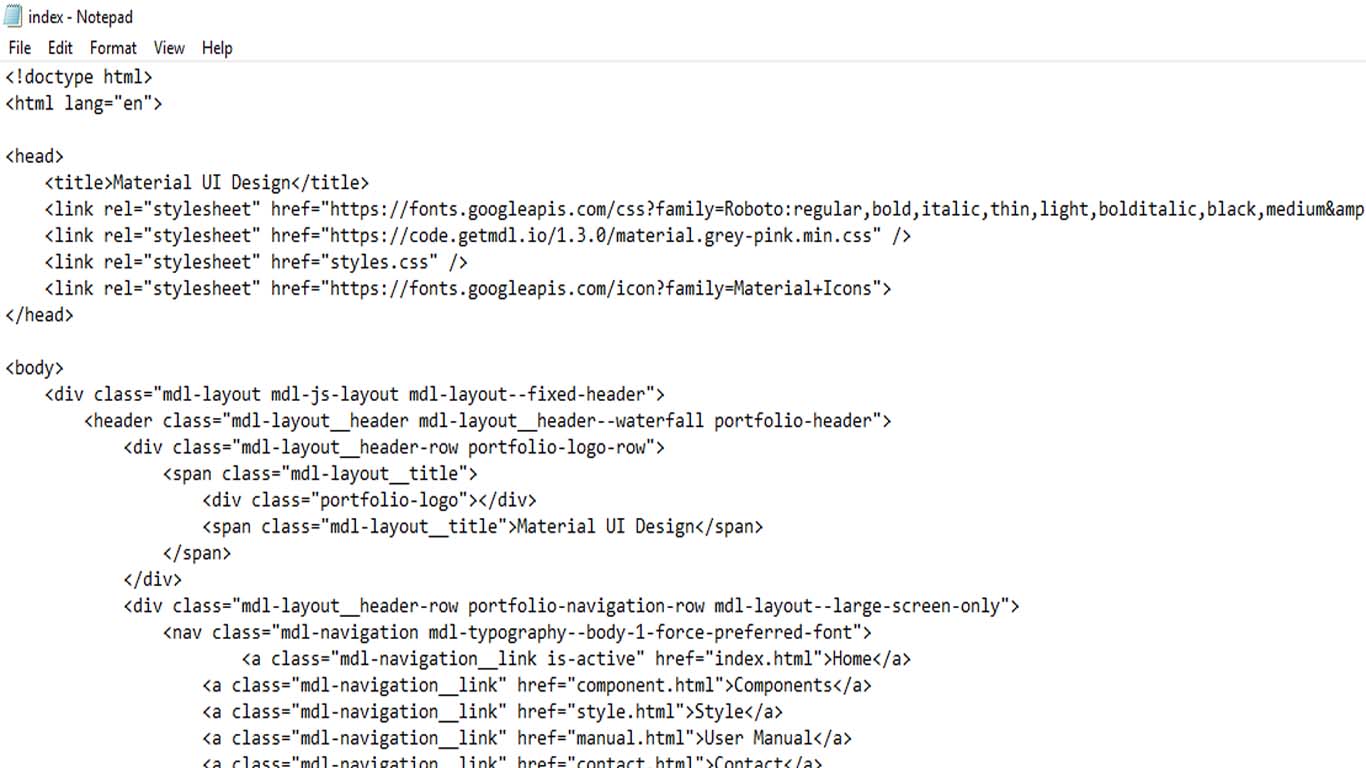 index - Notepad
File Edit Format View Help
<!doctype html>
<html lang="en">
<head>
    <title>Material UI Design</title>
    <link rel="stylesheet" href="https://fonts.googleapis.com/css?family=Roboto:regular,bold,italic,thin,light,bolditalic,black,medium&amp
    <link rel="stylesheet" href="https://code.getmdl.io/1.3.0/material.grey-pink.min.css" />
    <link rel="stylesheet" href="styles.css" />
    <link rel="stylesheet" href="https://fonts.googleapis.com/icon?family=Material+Icons">
</head>
<body>
    <div class="mdl-layout mdl-js-layout mdl-layout--fixed-header">
        <header class="mdl-layout__header mdl-layout__header--waterfall portfolio-header">
            <div class="mdl-layout__header-row portfolio-logo-row">
                <span class="mdl-layout__title">
                    <div class="portfolio-logo"></div>
                    <span class="mdl-layout__title">Material UI Design</span>
                </span>
            </div>
            <div class="mdl-layout__header-row portfolio-navigation-row mdl-layout--large-screen-only">
                <nav class="mdl-navigation mdl-typography--body-1-force-preferred-font">
                        <a class="mdl-navigation__link is-active" href="index.html">Home</a>
                    <a class="mdl-navigation__link" href="component.html">Components</a>
                    <a class="mdl-navigation__link" href="style.html">Style</a>
                    <a class="mdl-navigation__link" href="manual.html">User Manual</a>
                    <a class="mdl-navigation__link" href="contact.html">Contact</a>